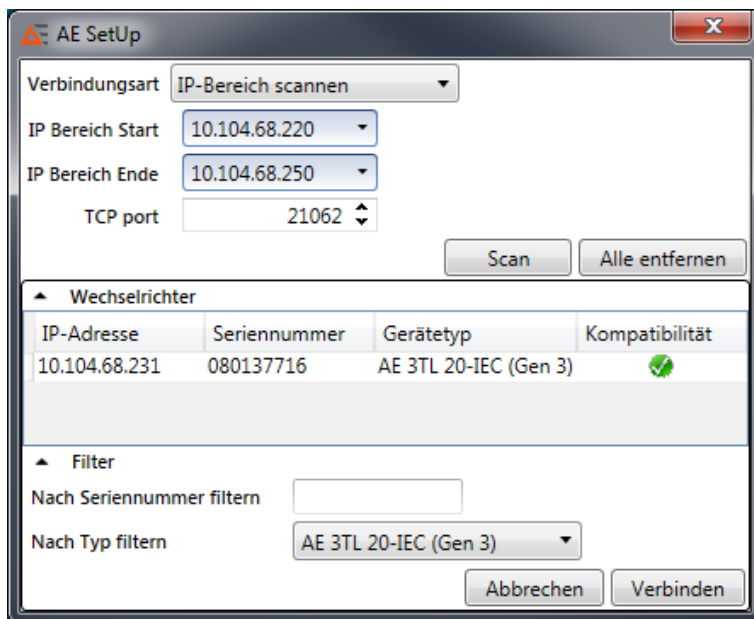 AE SetUp
Verbindungsart IP-Bereich scannen
IP Bereich Start 10.104.68.220
IP Bereich Ende 10.104.68.250
TCP port 21062
Scan Alle entfernen
Wechselrichter
IP-Adresse Seriennummer Gerätetyp Kompatibilität
10.104.68.231 080137716 AE 3TL 20-IEC (Gen 3)
Filter
Nach Seriennummer filtern
Nach Typ filtern AE 3TL 20-IEC (Gen 3)
Abbrechen Verbinden